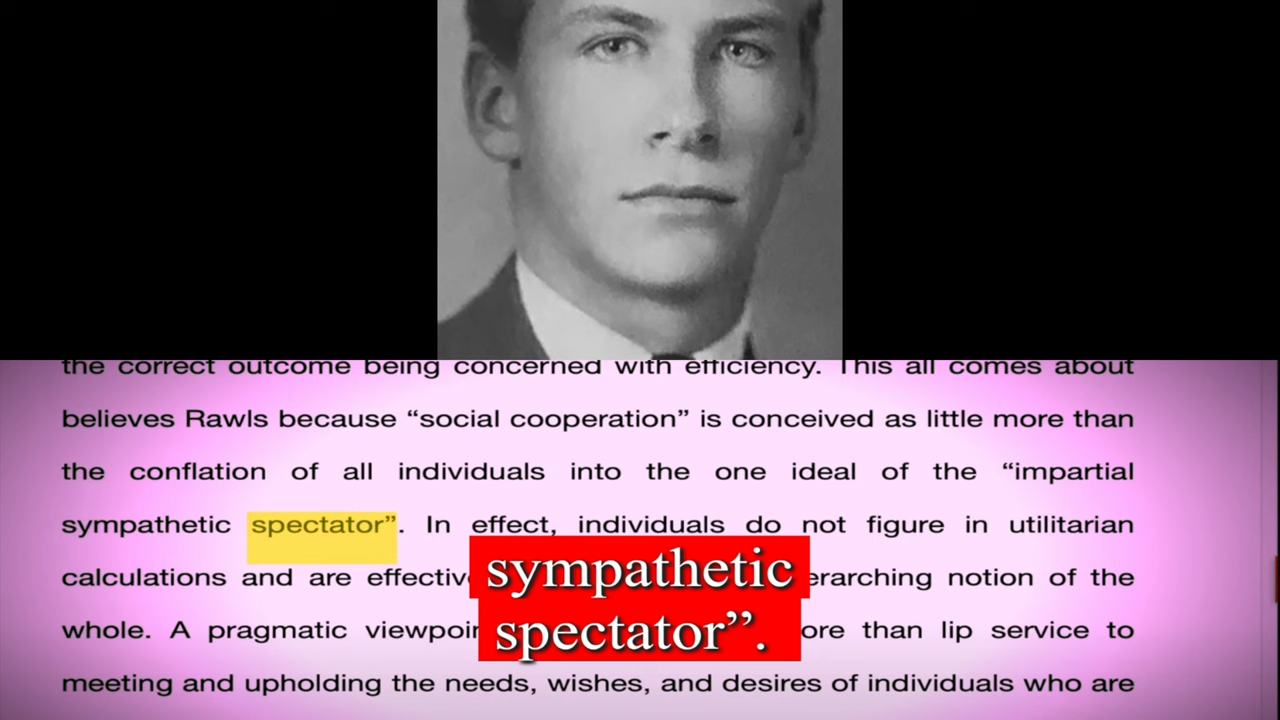 the correct outcome being concerned with efficiency. This all comes about
believes Rawls because “social cooperation” is conceived as little more than
the conflation of all individuals into the one ideal of the “impartial
sympathetic spectator”. In effect, individuals do not figure in utilitarian
calculations and are effectiv erarching notion of the
whole. A pragmatic viewpoin ore than lip service to
meeting and upholding the needs, wishes, and desires of individuals who are
sympathetic
spectator”.